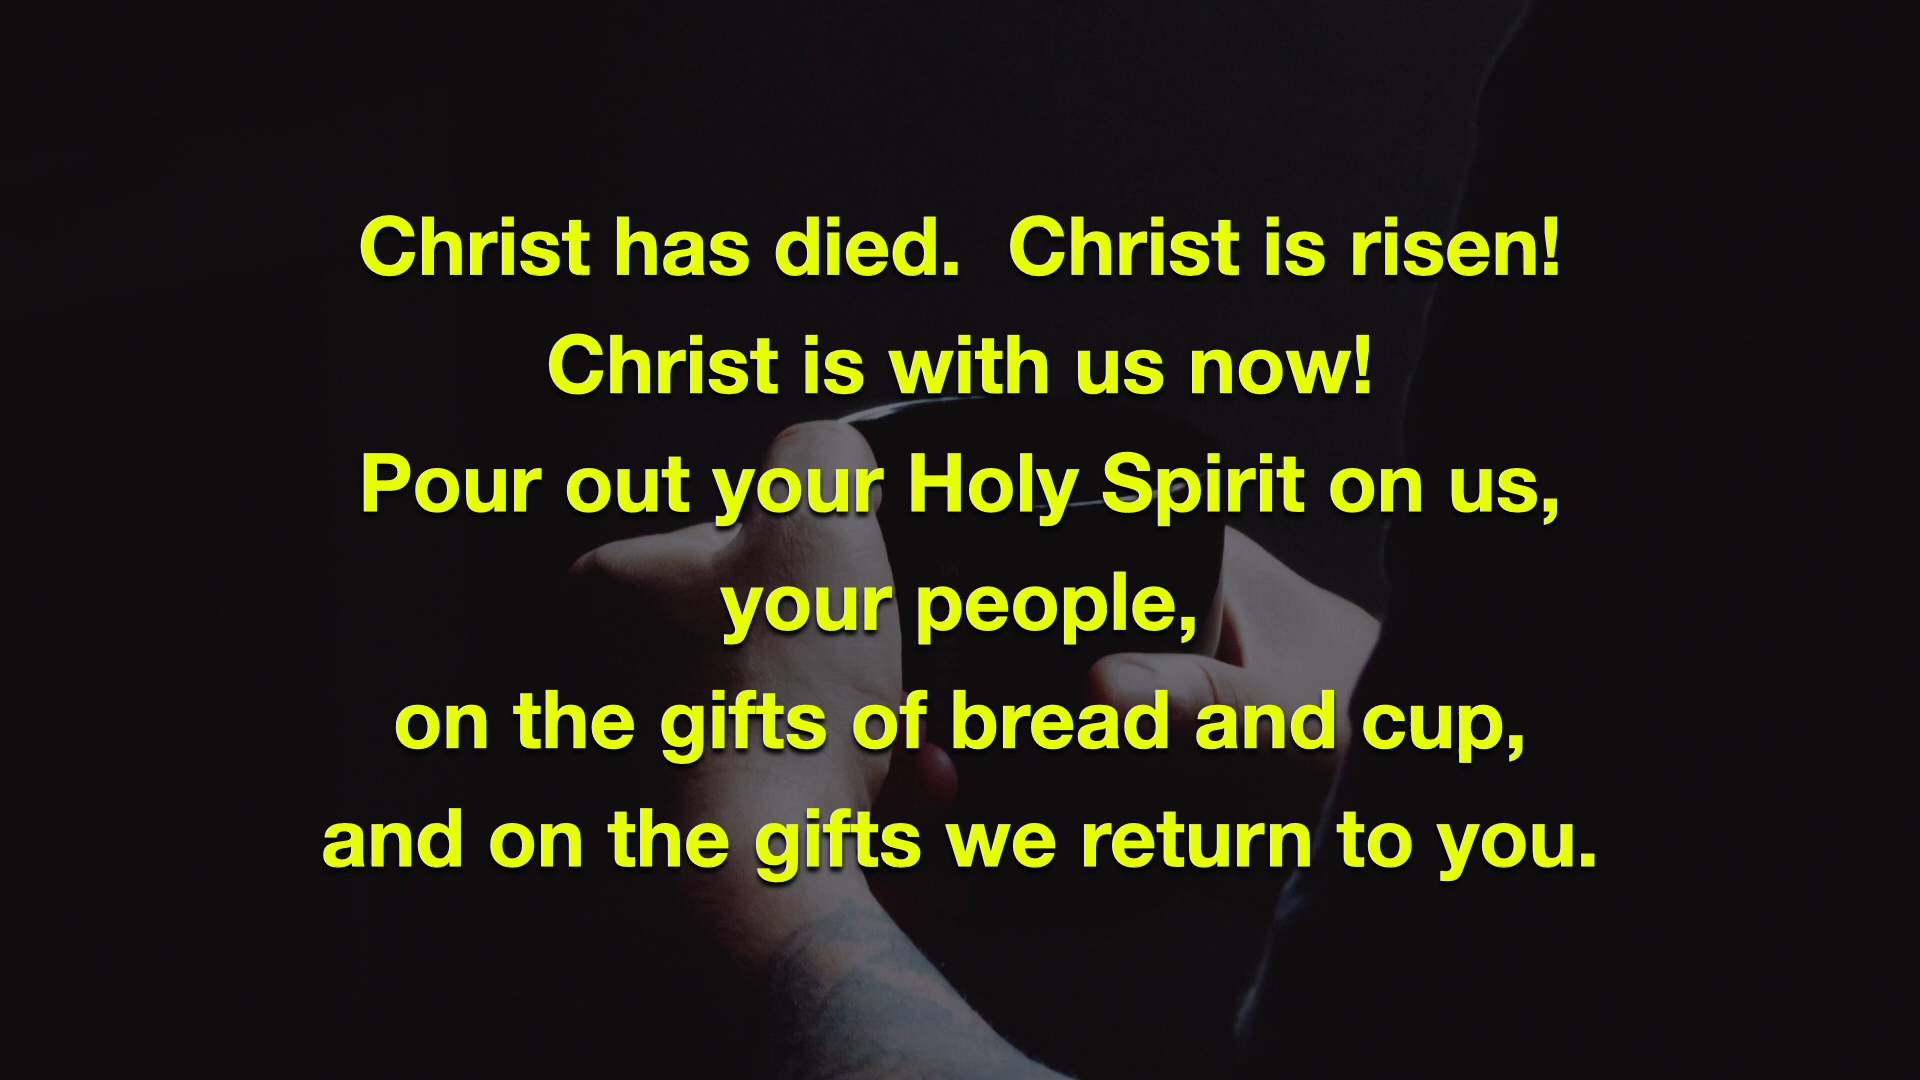 Christ has died.  Christ is risen!
Christ is with us now!
Pour out your Holy Spirit on us,
your people,
on the gifts of bread and cup,
and on the gifts we return to you.